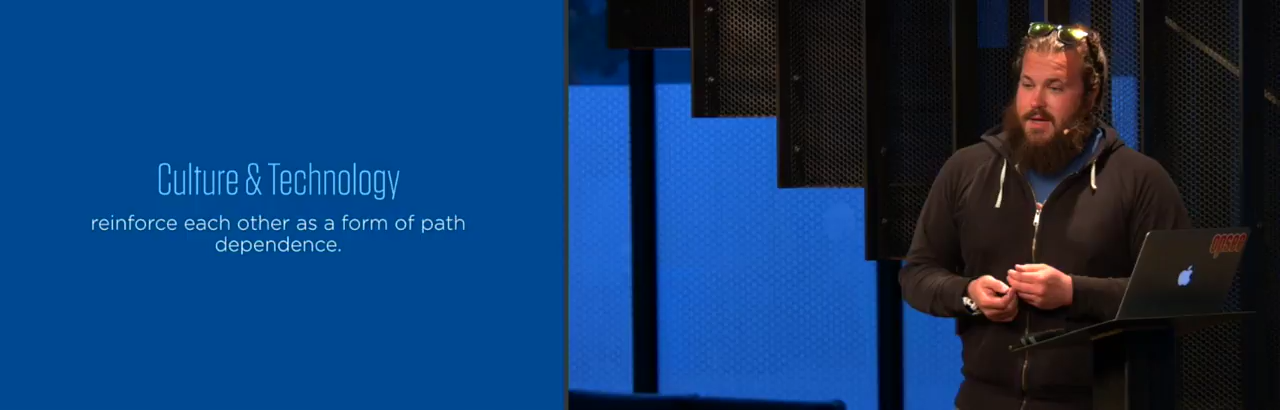 Culture & Technology
reinforce each other as a form of path
dependence.